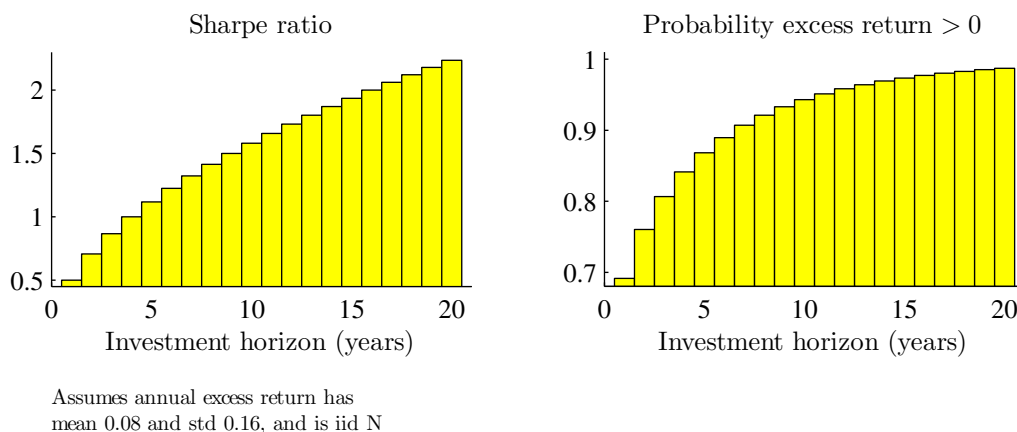 Sharpe ratio
2
1.5
1
0.5
0 5 10 15 20
Investment horizon (years)
Probability excess return > 0
1
0.9
0.8
0.7
0 5 10 15 20
Investment horizon (years)
Assumes annual excess return has
mean 0.08 and std 0.16, and is iid N